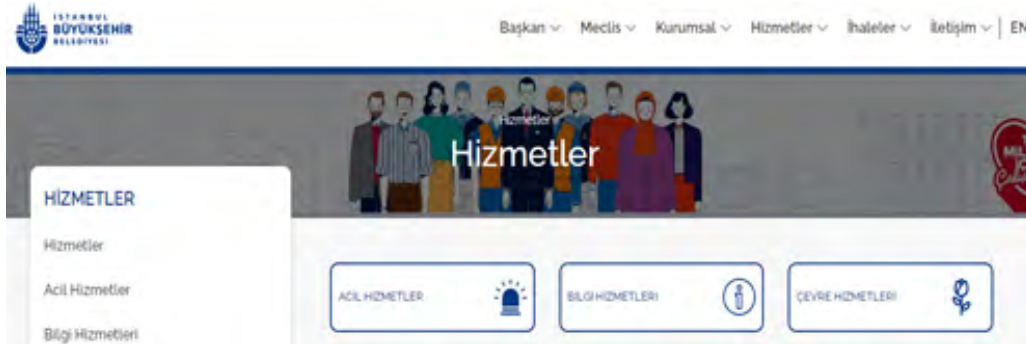 İSTANBUL
BÜYÜKŞEHİR
BELEDİYESİ
Başkan Meclis Kurumsal Hizmetler İhaleler İletişim EN
Hizmetler
Hizmetler
HİZMETLER
Hizmetler
Acil Hizmetler
Bilgi Hizmetleri
ACİL HİZMETLER
BİLGİ HİZMETLERİ
ÇEVRE HİZMETLERİ